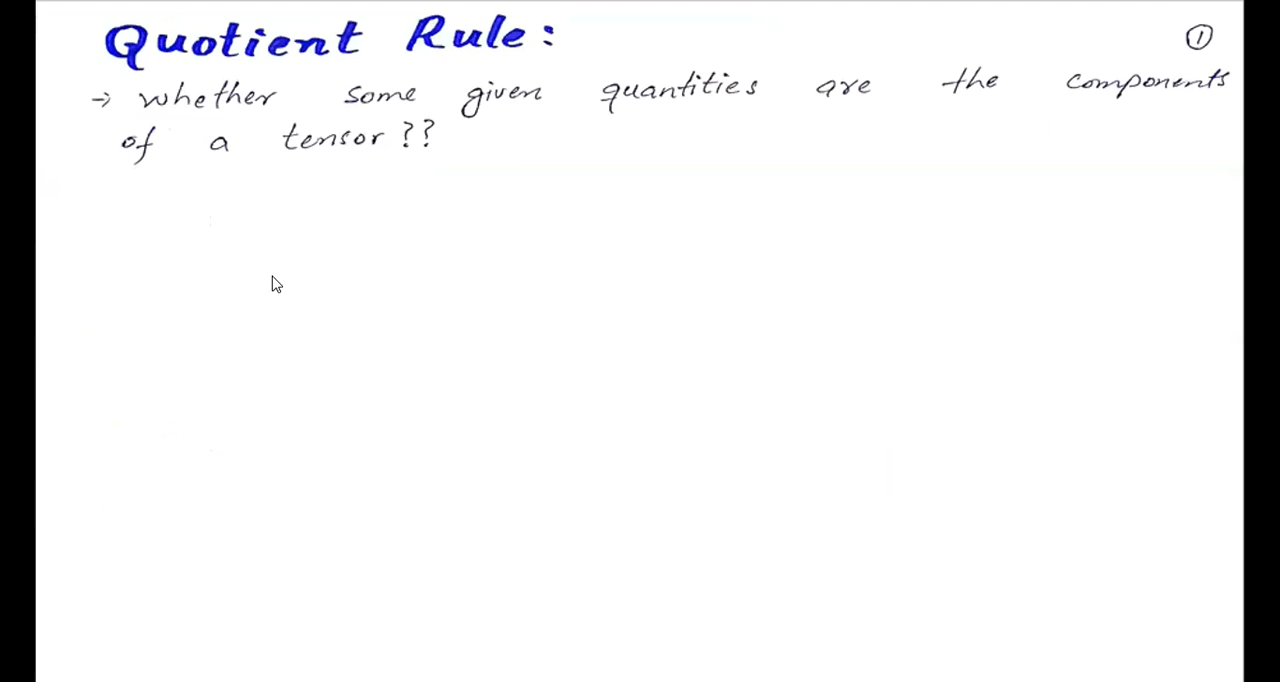 Quotient Rule:
①
→ whether some given quantities are the components
of a tensor??